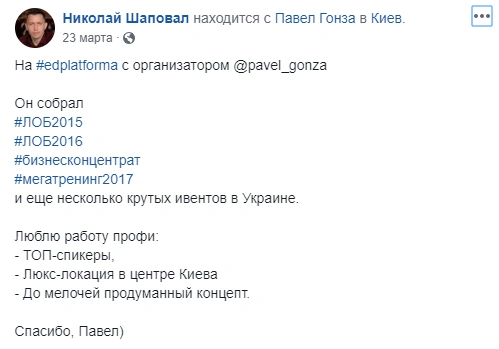 Николай Шаповал находится с Павел Гонза в Киев.
23 марта ·
На #edplatforma с организатором @pavel_gonza
Он собрал
#ЛОБ2015
#ЛОБ2016
#бизнесконцентрат
#мегатренинг2017
и еще несколько крутых ивентов в Украине.
Люблю работу профи:
- ТОП-спикеры,
- Люкс-локация в центре Киева
- До мелочей продуманный концепт.
Спасибо, Павел)